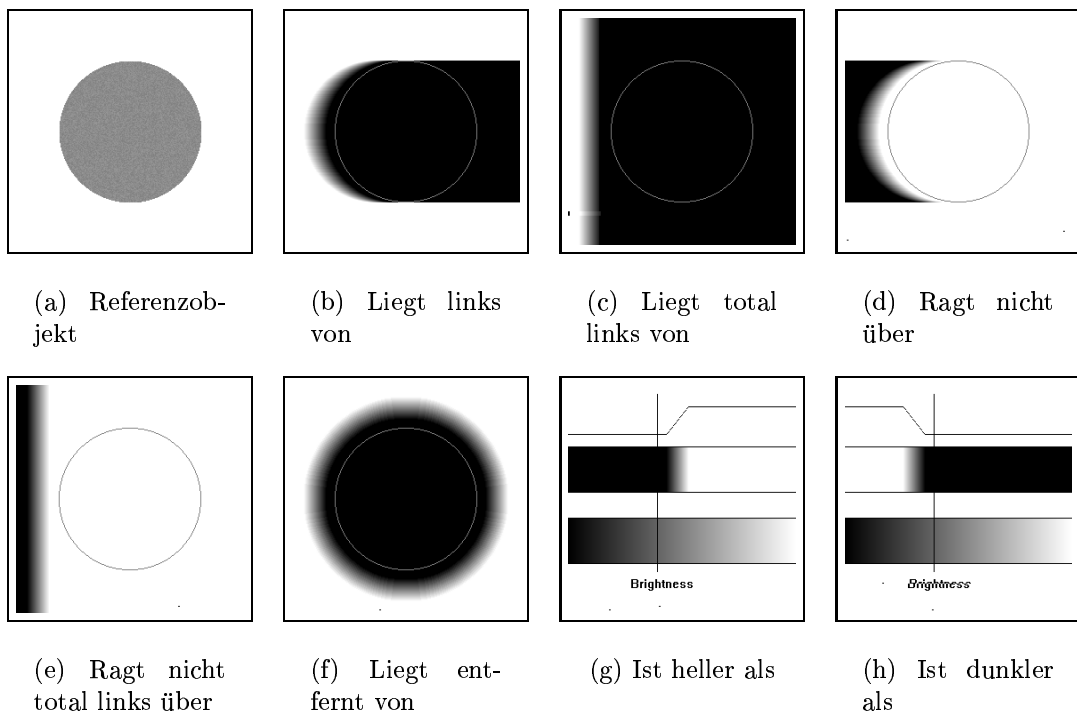 (a) Referenzob-
jekt
(b) Liegt links
von
(c) Liegt total
links von
(d) Ragt nicht
über
Brightness
Brightness
(e) Ragt nicht
total links über
(f) Liegt ent-
fernt von
(g) Ist heller als
(h) Ist dunkler
als